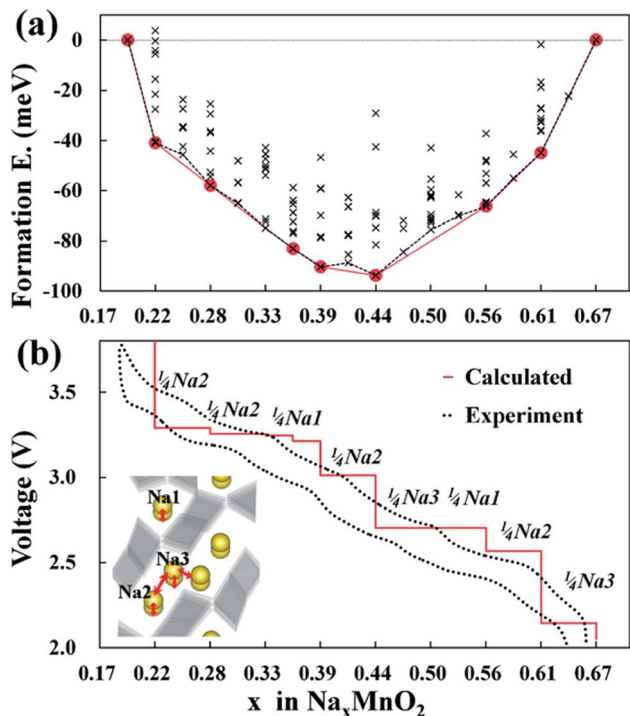 (a)
Formation E. (meV)
0
-20
-40
-60
-80
-100
0.17 0.22 0.28 0.33 0.39 0.44 0.50 0.56 0.61 0.67
(b)
Voltage (V)
3.5
3.0
2.5
2.0
Calculated
Experiment
¼Na2
¼Na2
¼Na1
¼Na2
¼Na3
¼Na1
¼Na2
¼Na3
Na1
Na3
Na2
0.17 0.22 0.28 0.33 0.39 0.44 0.50 0.56 0.61 0.67
x in NaₓMnO₂